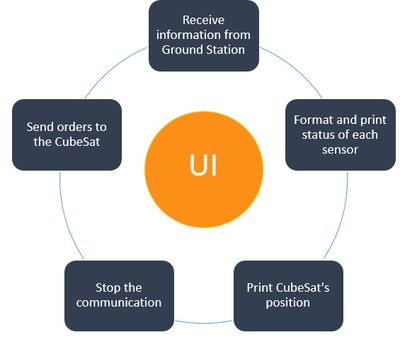 Receive
information from
Ground Station
Format and print
status of each
sensor
Print CubeSat's
position
Stop the
communication
Send orders to
the CubeSat
UI